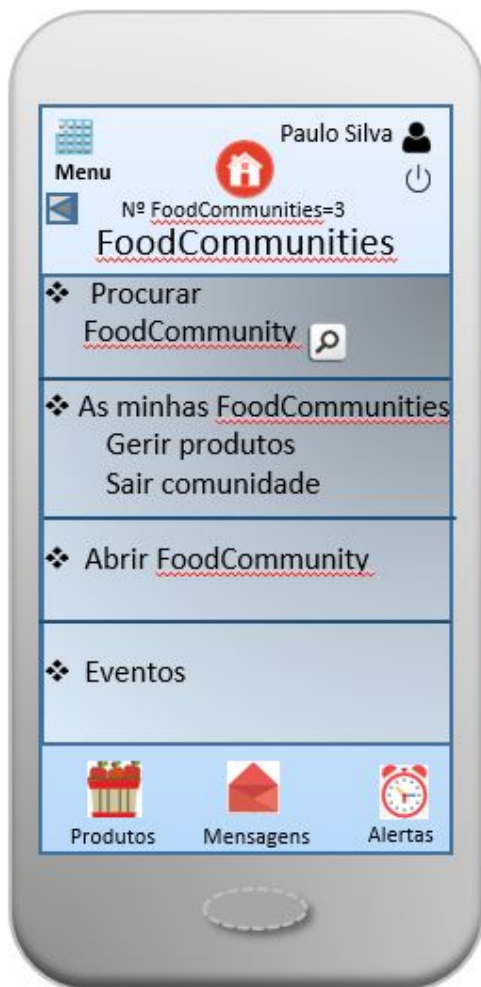 Paulo Silva
Menu
Nº FoodCommunities=3
FoodCommunities
❖ Procurar
FoodCommunity
❖ As minhas FoodCommunities
Gerir produtos
Sair comunidade
❖ Abrir FoodCommunity
❖ Eventos
Produtos Mensagens Alertas